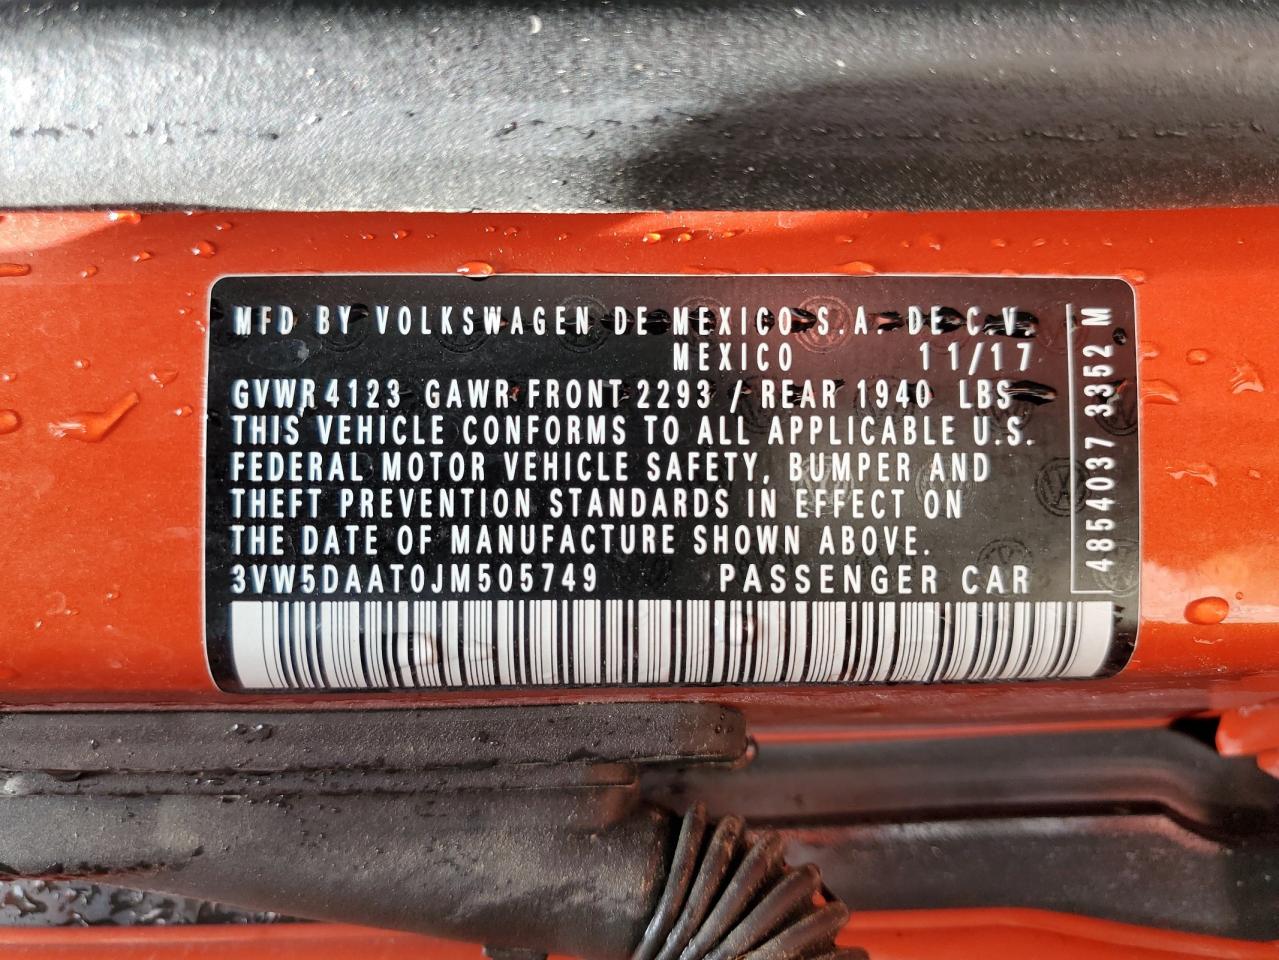 MFD BY VOLKSWAGEN DE MEXICO S.A. DE C.V.
MEXICO 11/17
GVWR 4123 GAWR FRONT 2293 / REAR 1940 LBS
THIS VEHICLE CONFORMS TO ALL APPLICABLE U.S.
FEDERAL MOTOR VEHICLE SAFETY, BUMPER AND
THEFT PREVENTION STANDARDS IN EFFECT ON
THE DATE OF MANUFACTURE SHOWN ABOVE.
3VW5DAAT0JM505749 PASSENGER CAR
4854037 3352 M